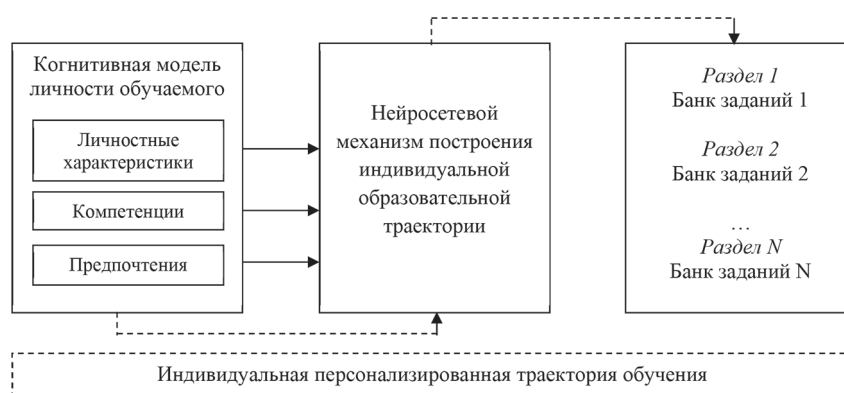 Когнитивная модель
личности обучаемого
Личностные
характеристики
Компетенции
Предпочтения
Нейросетевой
механизм построения
индивидуальной
образовательной
траектории
Раздел 1
Банк заданий 1
Раздел 2
Банк заданий 2
…
Раздел N
Банк заданий N
Индивидуальная персонализированная траектория обучения